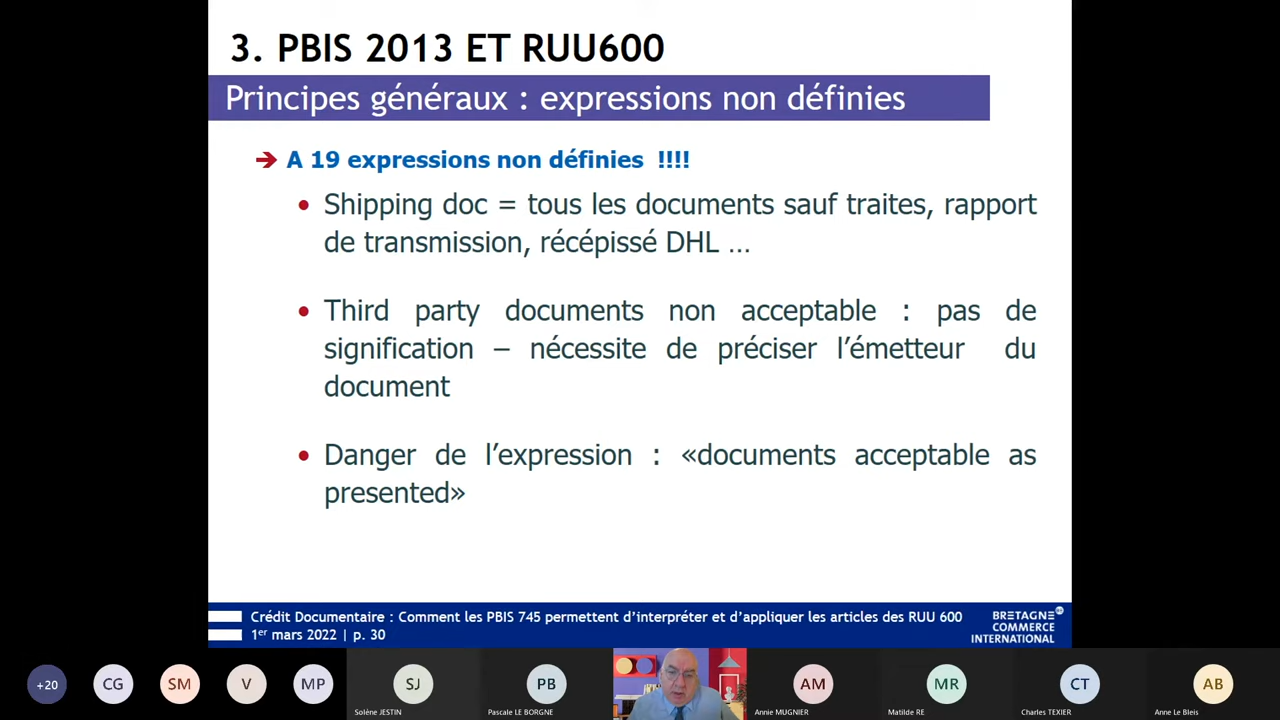 3. PBIS 2013 ET RUU600
Principes généraux : expressions non définies
A 19 expressions non définies !!!!
Shipping doc = tous les documents sauf traites, rapport
de transmission, récépissé DHL ...
Third party documents non acceptable : pas de
signification – nécessite de préciser l’émetteur du
document
Danger de l’expression : «documents acceptable as
presented»
Crédit Documentaire : Comment les PBIS 745 permettent d’interpréter et d’appliquer les articles des RUU 600
1er mars 2022 | p. 30
BRETAGNE
COMMERCE
INTERNATIONAL
+20
CG
SM
V
MP
SJ
Solène JESTIN
PB
Pascale LE BORGNE
AM
Annie MUGNIER
MR
Matilde RE
CT
Charles TEXIER
AB
Anne Le Bleis